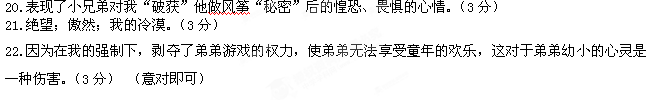 20.表现了小兄弟对我“破获”他做风筝“秘密”后的惶恐、畏惧的心情。(3 分)
21.绝望；傲然；我的冷漠。(3 分)
22.因为在我的强制下，剥夺了弟弟游戏的权力，使弟弟无法享受童年的欢乐，这对于弟弟幼小的心灵是
一种伤害。(3 分) （意对即可）